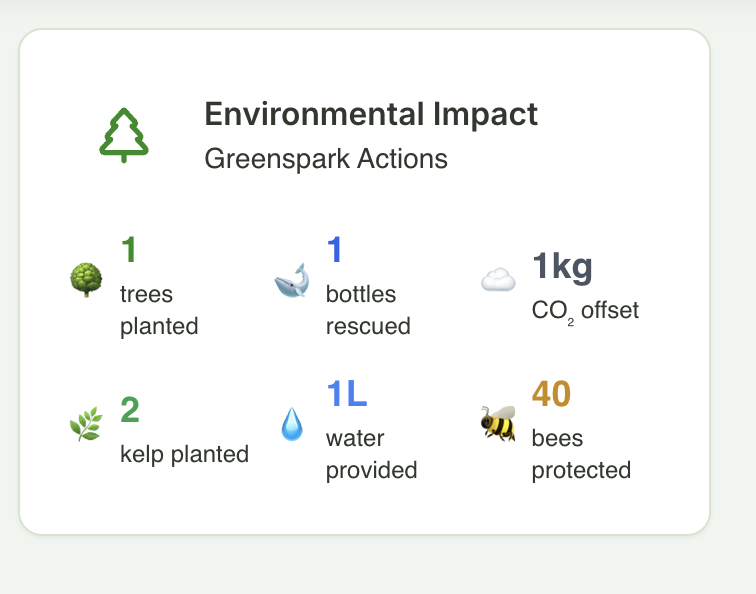 Environmental Impact
Greenspark Actions
1
trees
planted
1
bottles
rescued
1kg
CO₂ offset
2
kelp planted
1L
water
provided
40
bees
protected